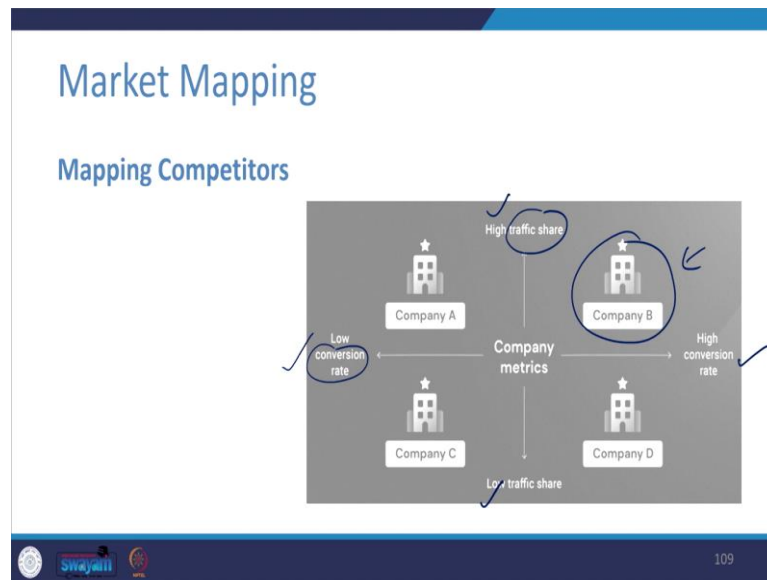 Market Mapping
Mapping Competitors
High traffic share
Company A
Company B
Low
conversion
rate
Company
metrics
High
conversion
rate
Company C
Company D
Low traffic share
swayam
109